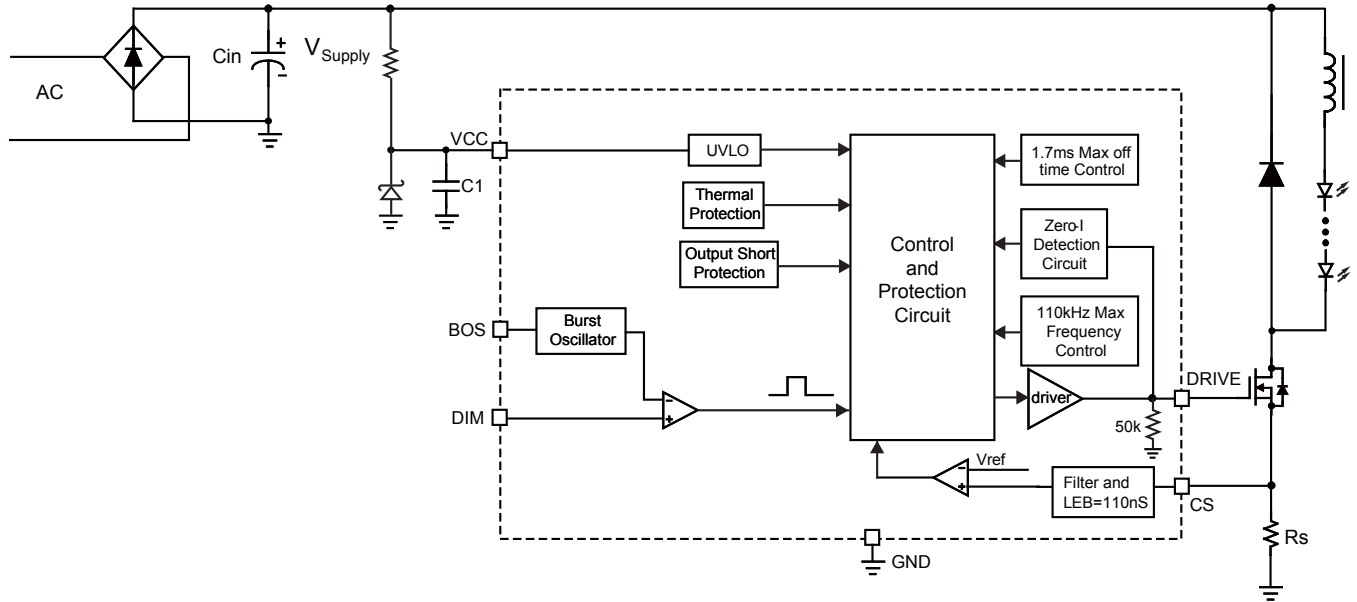 AC
Cin
+
-
VSupply
VCC
C1
UVLO
Thermal
Protection
Output Short
Protection
BOS
Burst
Oscillator
DIM
-
+
Control
and
Protection
Circuit
1.7ms Max off
time Control
Zero-I
Detection
Circuit
110kHz Max
Frequency
Control
driver
DRIVE
50k
Vref
-
+
Filter and
LEB=110nS
CS
Rs
GND